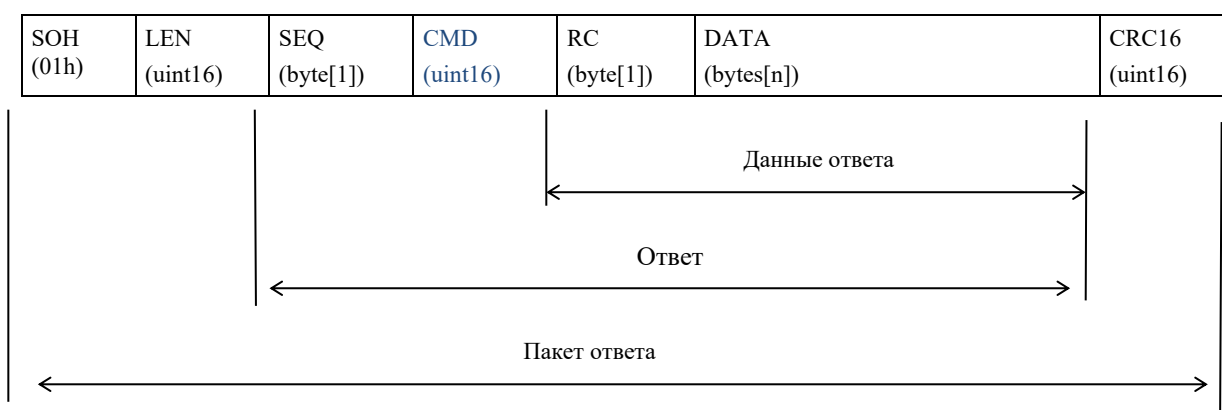 SOH LEN SEQ CMD RC DATA CRC16
(01h) (uint16) (byte[1]) (uint16) (byte[1]) (bytes[n]) (uint16)
Данные ответа
Ответ
Пакет ответа